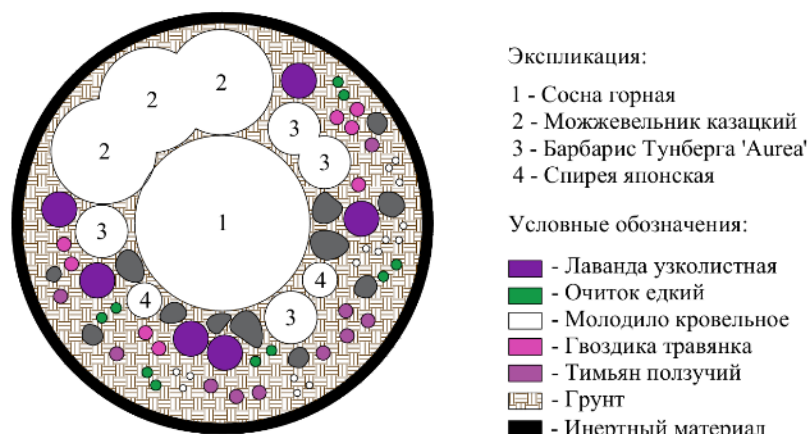 2
2
2
3
3
1
3
4
4
3
Экспликация:
1 - Сосна горная
2 - Можжевельник казацкий
3 - Барбарис Тунберга 'Aurea'
4 - Спирея японская
Условные обозначения:
- Лаванда узколистная
- Очиток едкий
- Молодило кровельное
- Гвоздика травянка
- Тимьян ползучий
- Грунт
- Инертный материал